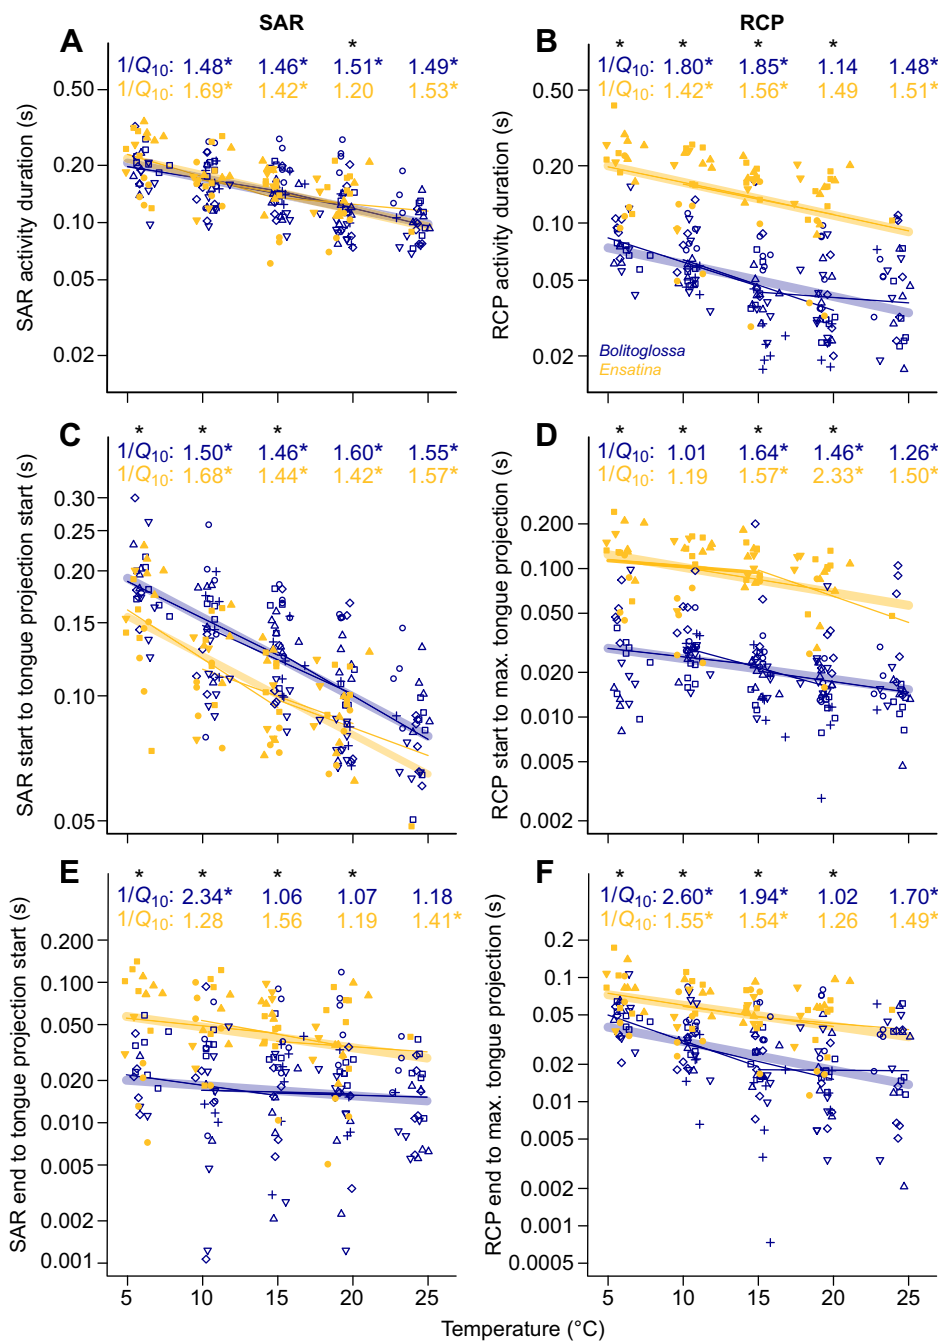 SAR
RCP
A
*
1/Q10: 1.48* 1.46* 1.51* 1.49*
1/Q10: 1.69* 1.42* 1.20 1.53*
0.50
0.20
0.10
0.05
0.02
SAR activity duration (s)
B
* * * *
1.80* 1.85* 1.14 1.48*
1/Q10: 1.42* 1.56* 1.49 1.51*
1/Q10:
0.50
0.20
0.10
0.05
0.02
RCP activity duration (s)
Bolitoglossa
Ensatina
C
* * *
1/Q10: 1.50* 1.46* 1.60* 1.55*
1/Q10: 1.68* 1.44* 1.42* 1.57*
0.30
0.25
0.20
0.15
0.10
0.05
SAR start to tongue projection start (s)
D
* * * *
1/Q10: 1.01 1.64* 1.46* 1.26*
1/Q10: 1.19 1.57* 2.33* 1.50*
0.200
0.100
0.050
0.020
0.010
0.002
RCP start to max. tongue projection (s)
E
* * * *
1/Q10: 2.34* 1.06 1.07 1.18
1/Q10: 1.28 1.56 1.19 1.41*
0.200
0.100
0.050
0.020
0.010
0.005
0.002
0.001
SAR end to tongue projection start (s)
5 10 15 20 25
F
* * * *
1/Q10: 2.60* 1.94* 1.02 1.70*
1/Q10: 1.55* 1.54* 1.26 1.49*
0.2
0.1
0.05
0.02
0.01
0.005
0.002
0.001
0.0005
RCP end to max. tongue projection (s)
5 10 15 20 25
Temperature (°C)